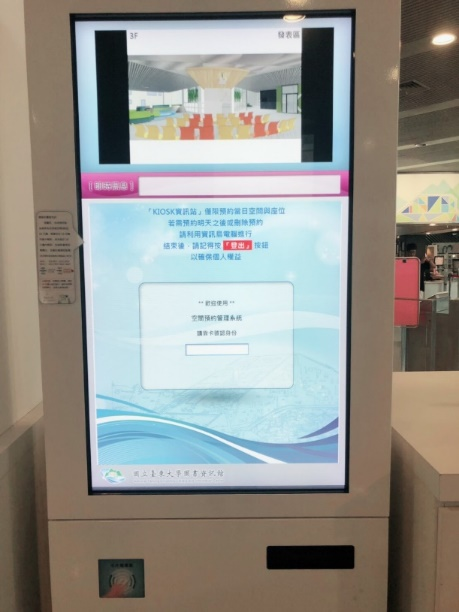 3F
發表區
「KIOSK資訊站」僅限預約當日空間與座位
若需預約明天之後或刪除預約
請利用資訊檢索電腦進行
結束後，請記得按「登出」按鈕
以確保個人權益
** 歡迎使用 **
空間預約管理系統
請刷卡確認身份
國立臺東大學圖書資訊館